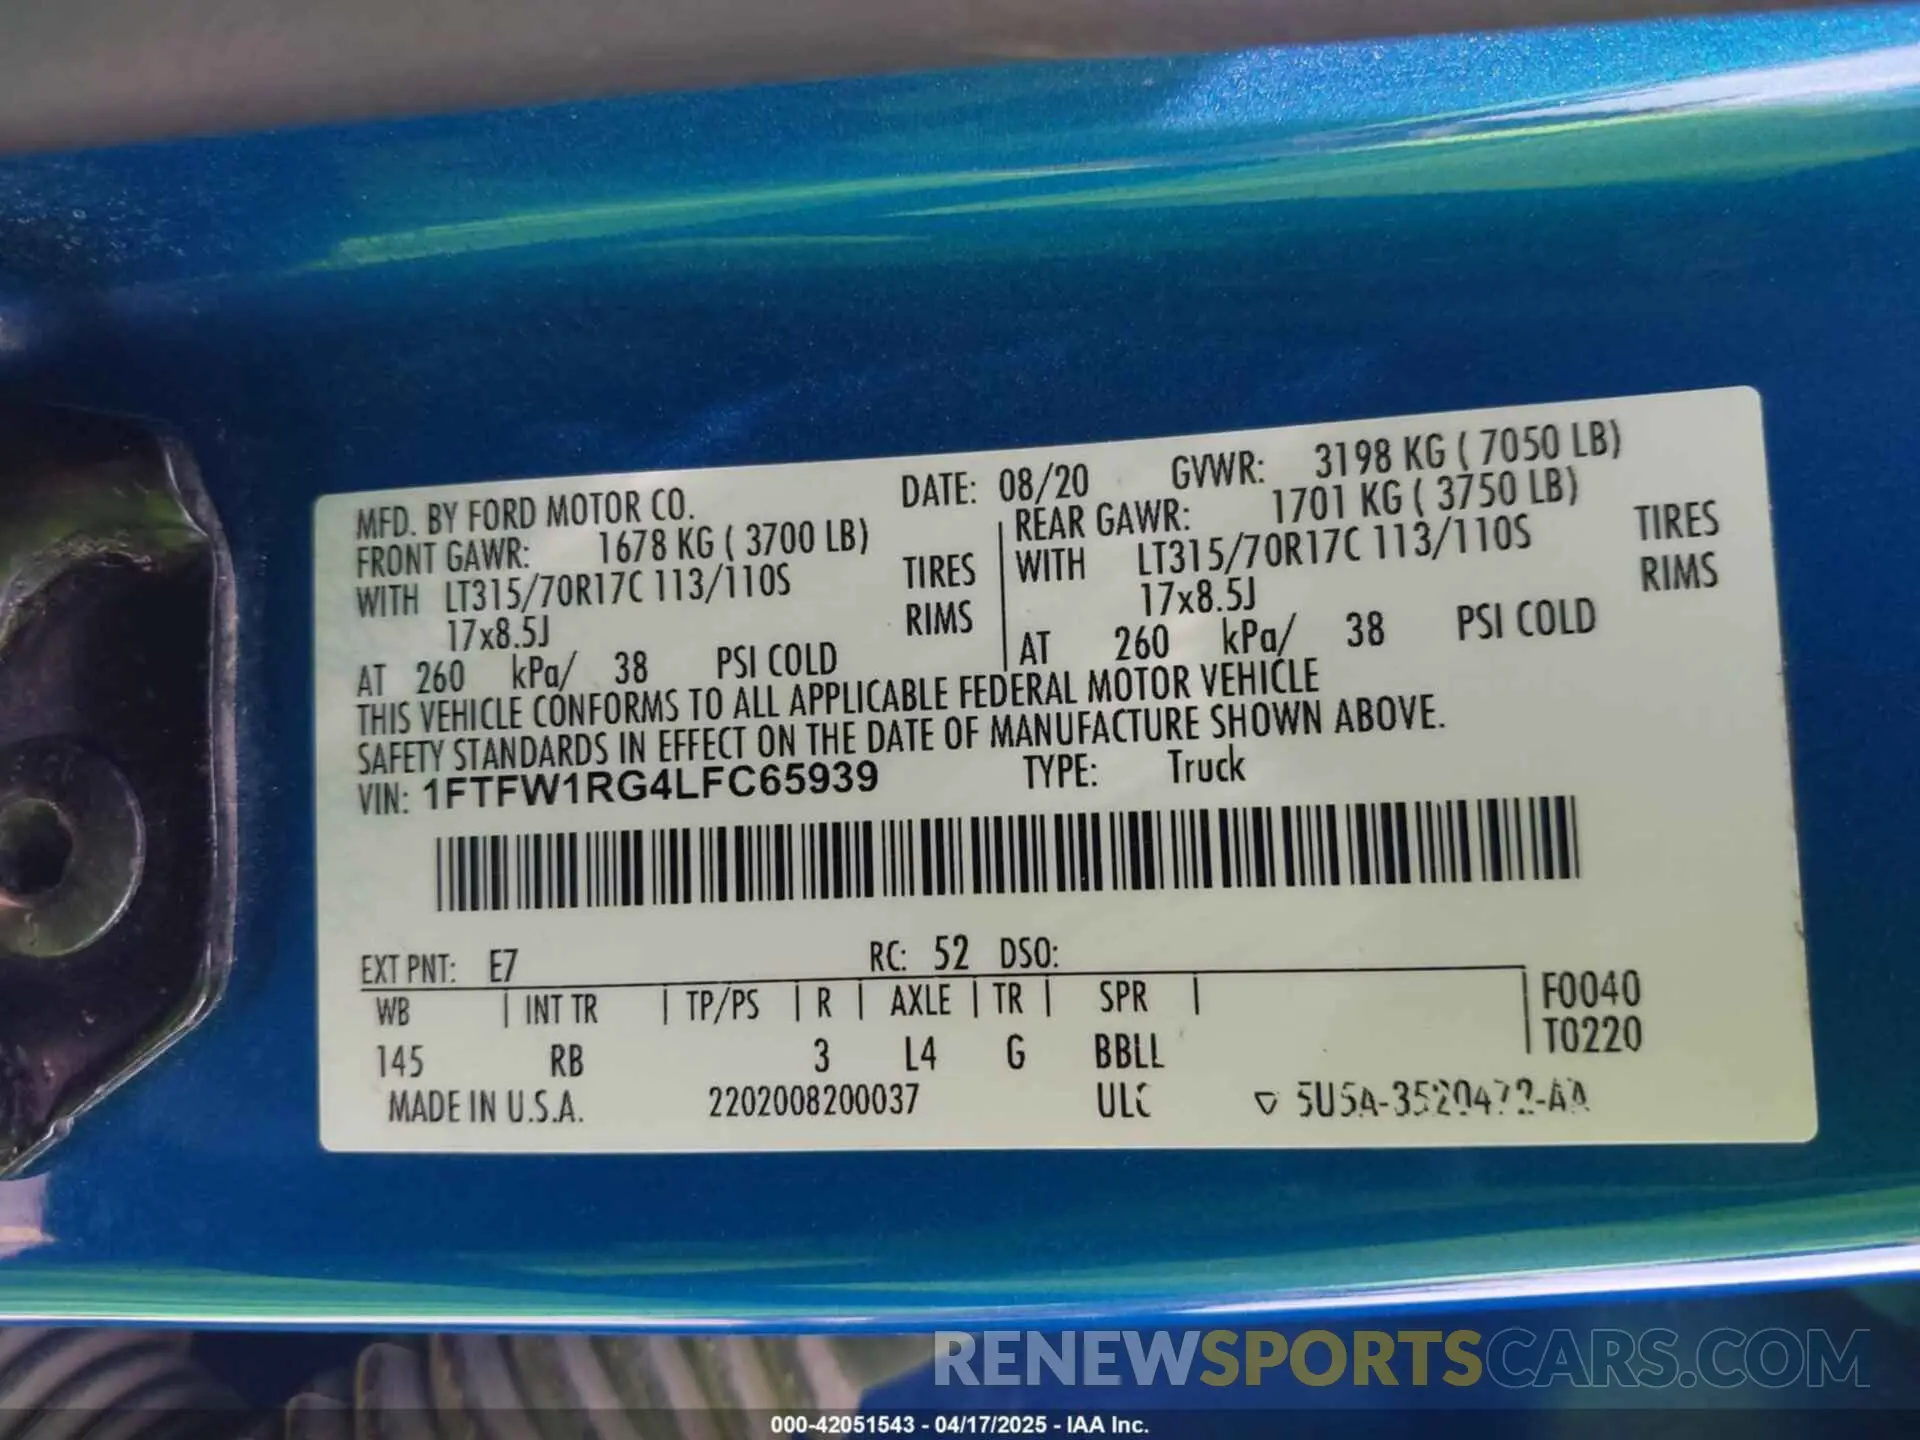 MFD. BY FORD MOTOR CO. DATE: 08/20 GVWR: 3198 KG ( 7050 LB)
FRONT GAWR: 1678 KG ( 3700 LB) REAR GAWR: 1701 KG ( 3750 LB)
WITH LT315/70R17C 113/110S TIRES WITH LT315/70R17C 113/110S TIRES
17x8.5J RIMS 17x8.5J RIMS
AT 260 kPa/ 38 PSI COLD AT 260 kPa/ 38 PSI COLD
THIS VEHICLE CONFORMS TO ALL APPLICABLE FEDERAL MOTOR VEHICLE
SAFETY STANDARDS IN EFFECT ON THE DATE OF MANUFACTURE SHOWN ABOVE.
VIN: 1FTFW1RG4LFC65939 TYPE: Truck
EXT PNT: E7 RC: 52 DSO:
WB | INT TR | TP/PS | R | AXLE | TR | SPR | F0040
T0220
145 RB 3 L4 G BBLL
MADE IN U.S.A. 2202008200037
RENEWSPORTSCARS.COM
000-42051543 - 04/17/2025 - IAA Inc.